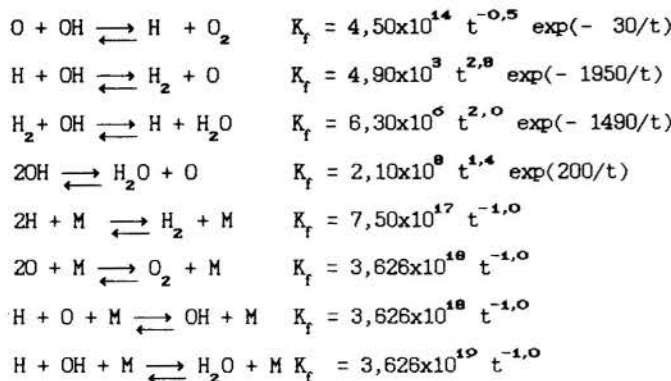 O + OH ⇄ H + O₂ K_f = 4,50x10¹⁴ t⁻⁰˒⁵ exp(- 30/t)
H + OH ⇄ H₂ + O K_f = 4,90x10³ t²˒⁸ exp(- 1950/t)
H₂ + OH ⇄ H + H₂O K_f = 6,30x10⁶ t²˒⁰ exp(- 1490/t)
2OH ⇄ H₂O + O K_f = 2,10x10⁸ t¹˒⁴ exp(200/t)
2H + M ⇄ H₂ + M K_f = 7,50x10¹⁷ t⁻¹˒⁰
2O + M ⇄ O₂ + M K_f = 3,626x10¹⁸ t⁻¹˒⁰
H + O + M ⇄ OH + M K_f = 3,626x10¹⁸ t⁻¹˒⁰
H + OH + M ⇄ H₂O + M K_f = 3,626x10¹⁹ t⁻¹˒⁰